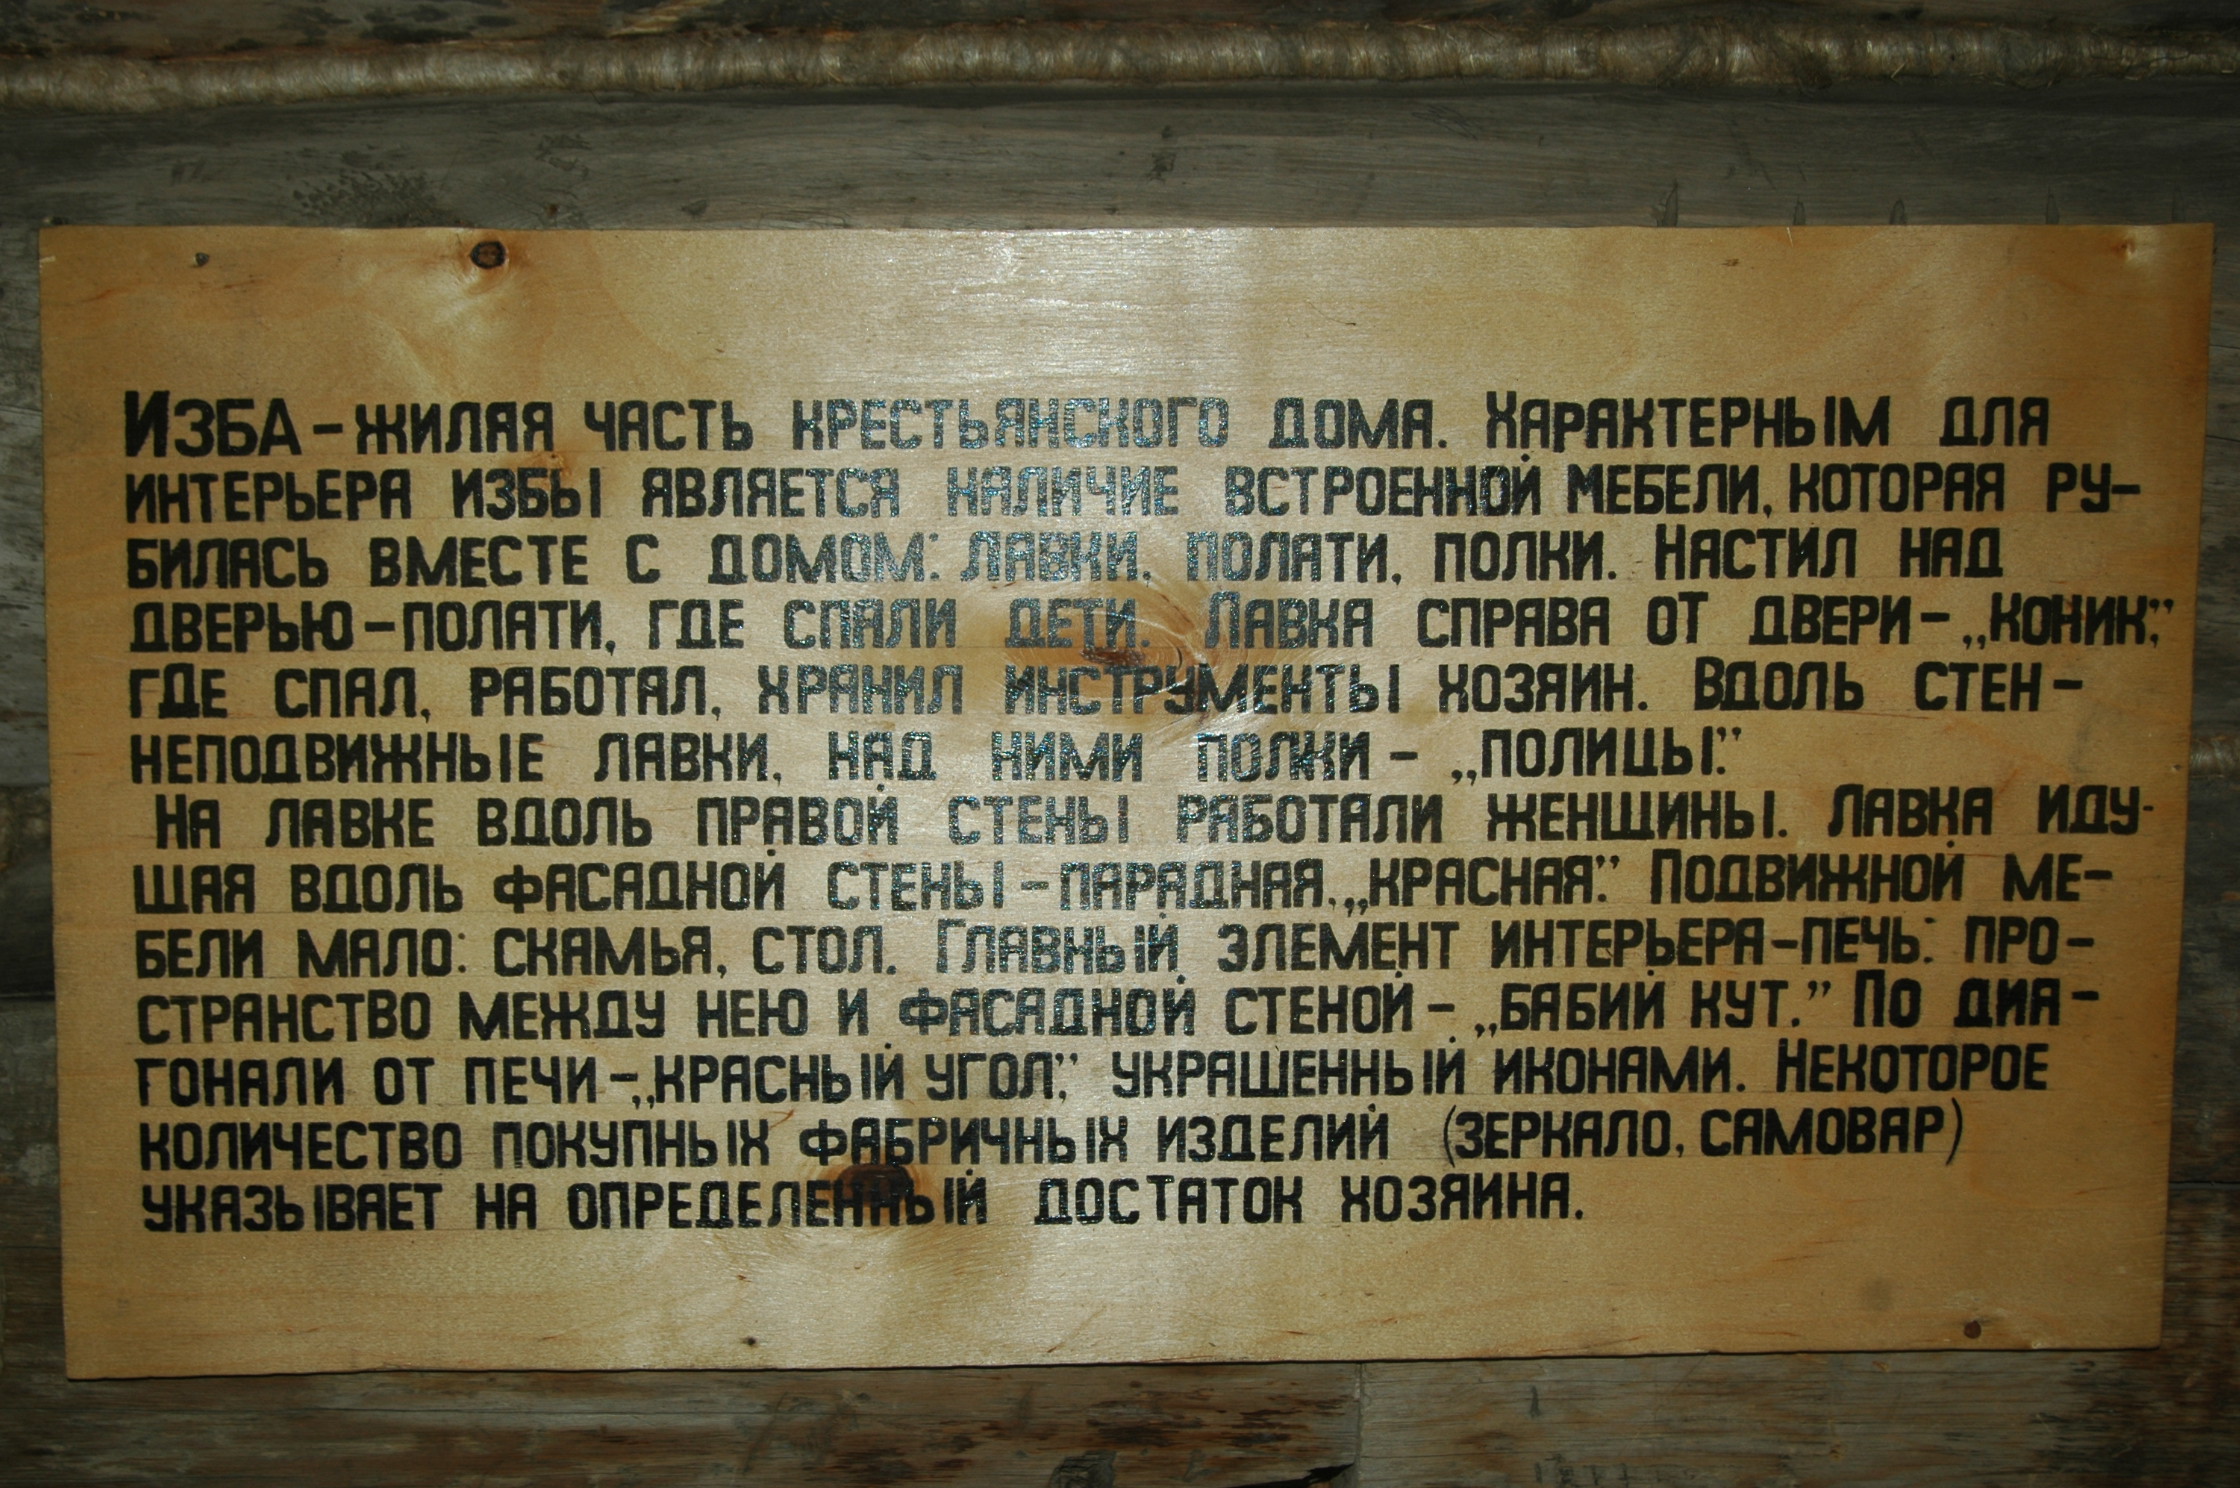 Изба – жилая часть крестьянского дома. Характерным для
интерьера избы является наличие встроенной мебели, которая ру-
билась вместе с домом: лавки, полати, полки. Настил над
дверью – полати, где спали дети. Лавка справа от двери – „коник”,
где спал, работал, хранил инструменты хозяин. Вдоль стен –
неподвижные лавки, над ними полки – „полицы”.
На лавке вдоль правой стены работали женщины. Лавка иду-
щая вдоль фасадной стены – парадная, „красная”. Подвижной ме-
бели мало: скамья, стол. Главный элемент интерьера – печь: про-
странство между нею и фасадной стеной – „бабий кут.” По диа-
гонали от печи – „красный угол”, украшенный иконами. Некоторое
количество покупных фабричных изделий (зеркало, самовар)
указывает на определенный достаток хозяина.